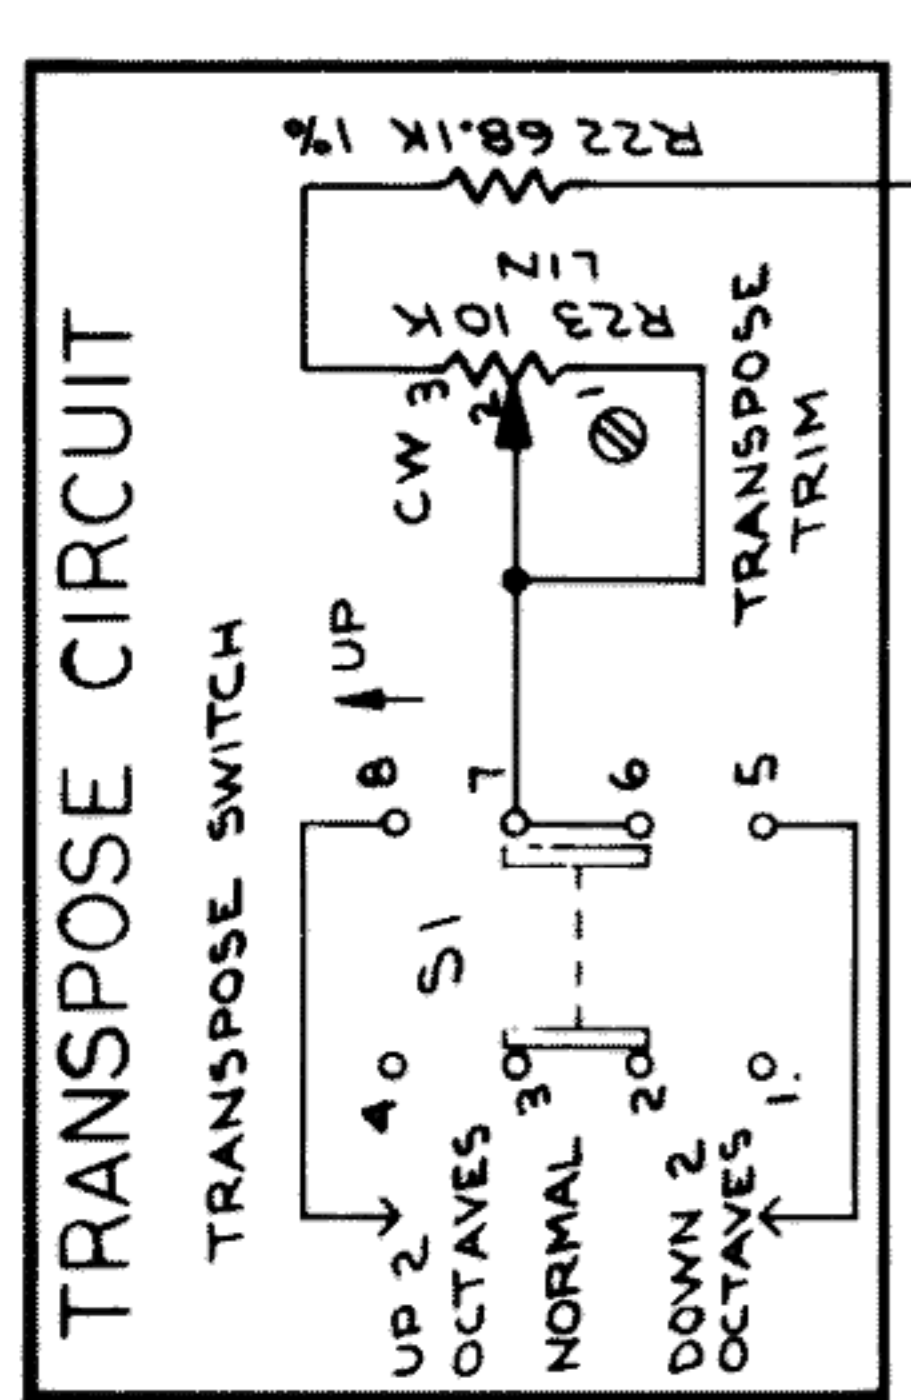 TRANSPOSE CIRCUIT
TRANSPOSE SWITCH
R22 68.1K 1%
R23 10K
LIN
CW 3
2
1
TRANSPOSE
TRIM
UP
8
7
6
5
S1
4
3
2
1.
UP 2
OCTAVES
NORMAL
DOWN 2
OCTAVES